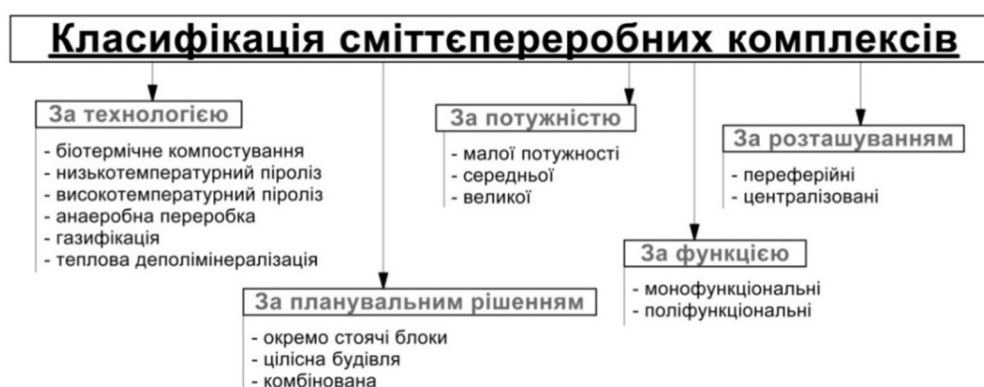 Класифікація сміттєпереробних комплексів
За технологією
- біотермічне компостування
- низькотемпературний піроліз
- високотемпературний піроліз
- анаеробна переробка
- газифікація
- теплова деполімінералізація
За планувальним рішенням
- окремо стоячі блоки
- цілісна будівля
- комбінована
За потужністю
- малої потужності
- середньої
- великої
За функцією
- монофункціональні
- поліфункціональні
За розташуванням
- переферійні
- централізовані